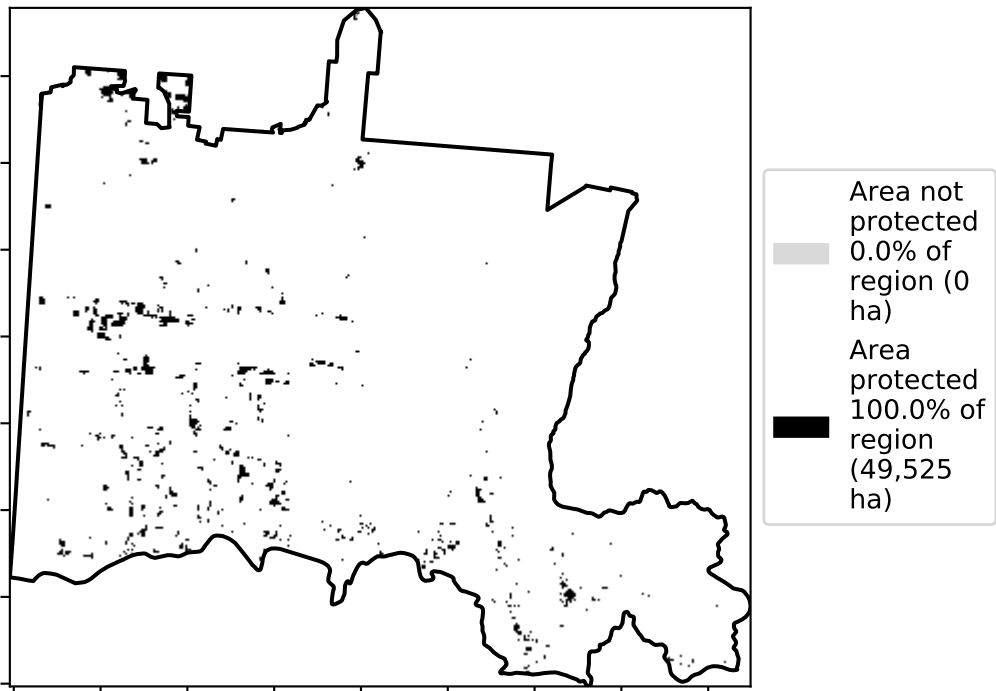 Area not
protected
0.0% of
region (0
ha)
Area
protected
100.0% of
region
(49,525
ha)